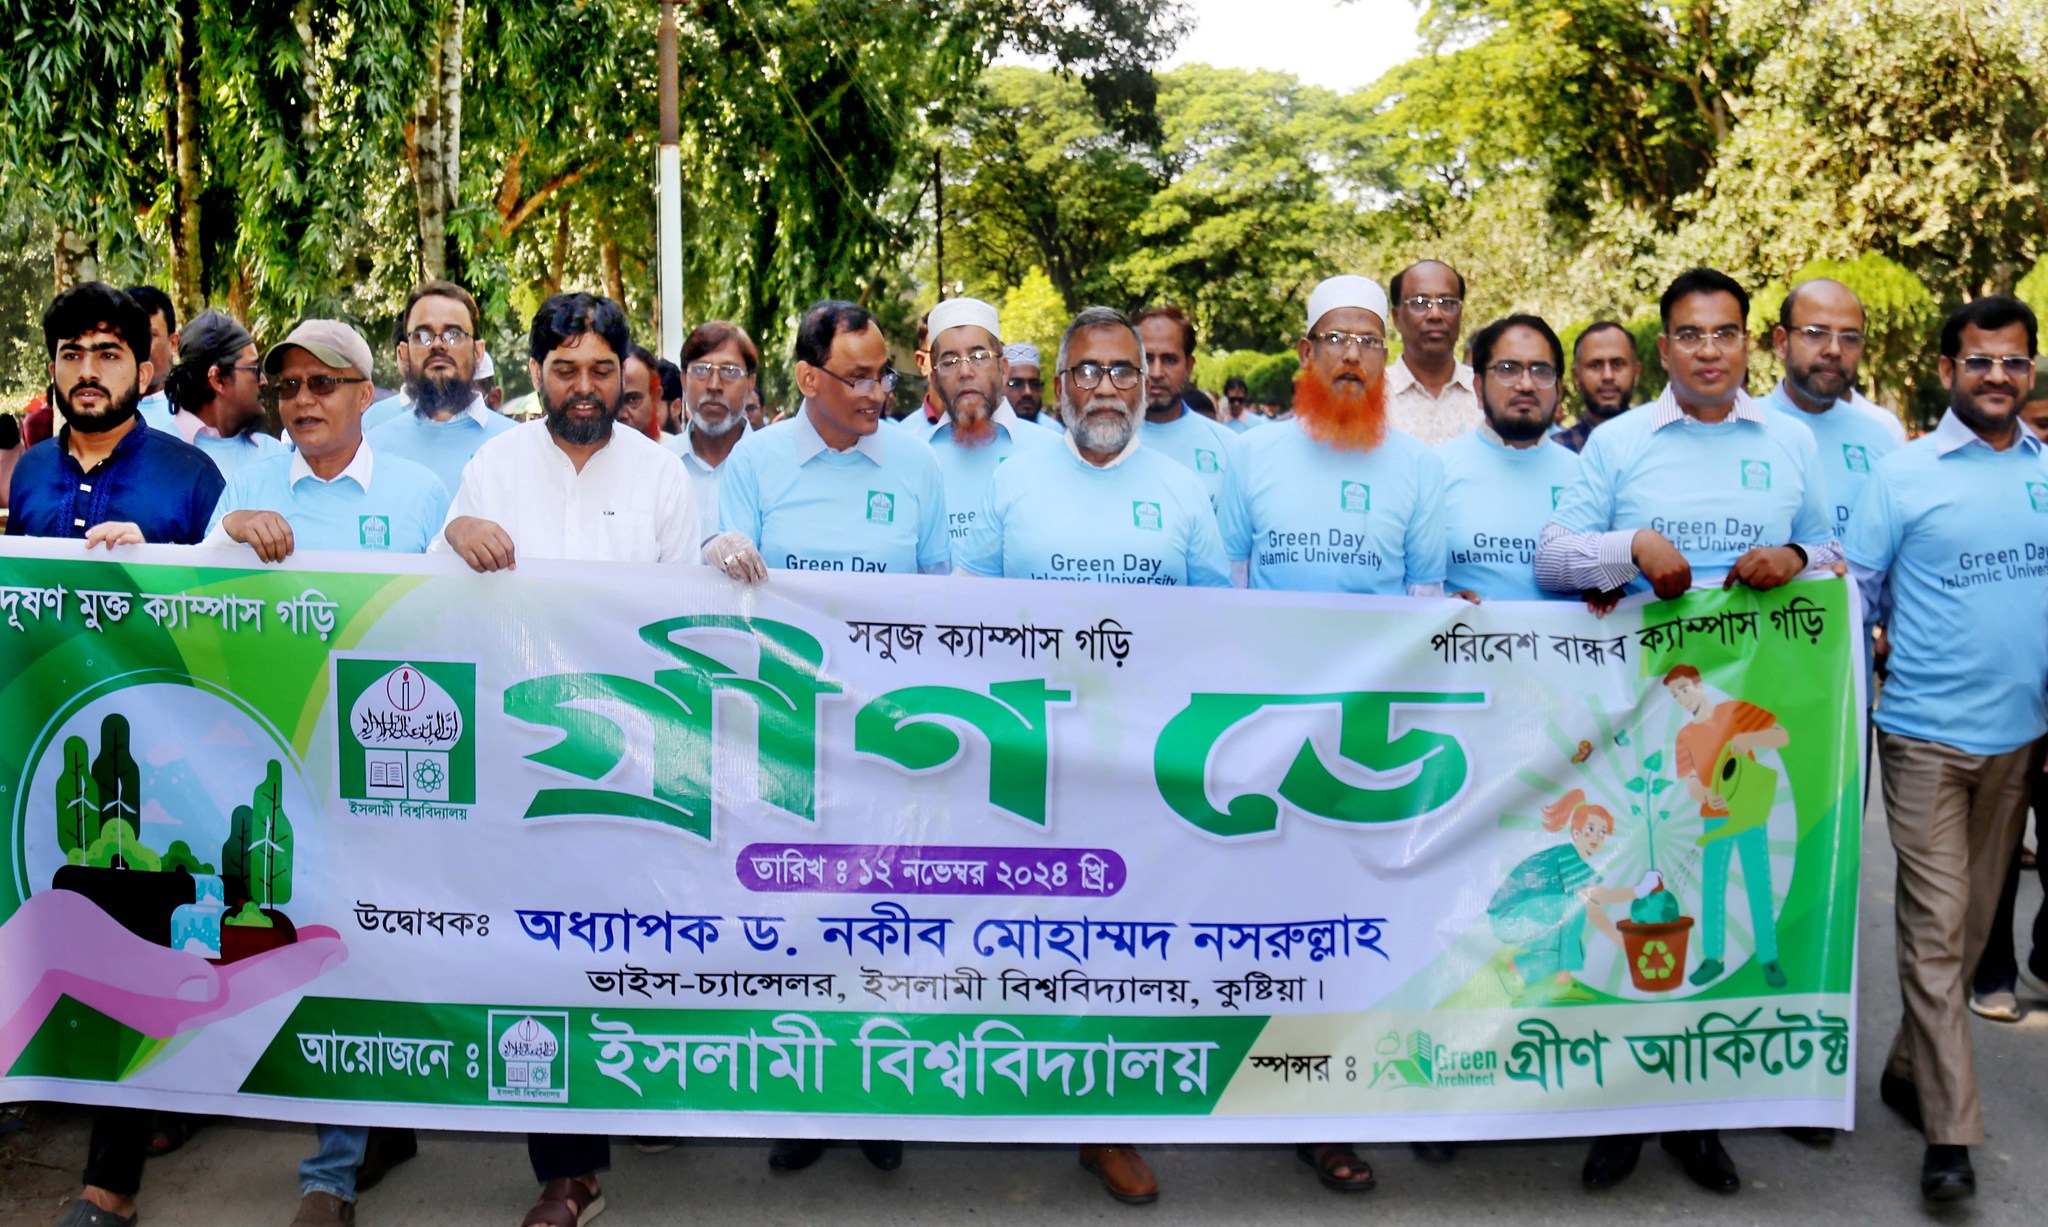 Green Day
Green Day
Islamic University
Green Day
Islamic University
Green Day
Islamic U
Green Day
Islamic University
Green Day
দূষণ মুক্ত ক্যাম্পাস গড়ি
সবুজ ক্যাম্পাস গড়ি
পরিবেশ বান্ধব ক্যাম্পাস গড়ি
গ্রীণ ডে
ইসলামী বিশ্ববিদ্যালয়
তারিখ ঃ ১২ নভেম্বর ২০২৪ খ্রি.
উদ্বোধকঃ অধ্যাপক ড. নকীব মোহাম্মদ নসরুল্লাহ
ভাইস-চ্যান্সেলর, ইসলামী বিশ্ববিদ্যালয়, কুষ্টিয়া।
আয়োজনে ঃ ইসলামী বিশ্ববিদ্যালয়
স্পন্সর ঃ Green Architect গ্রীণ আর্কিটেক্ট